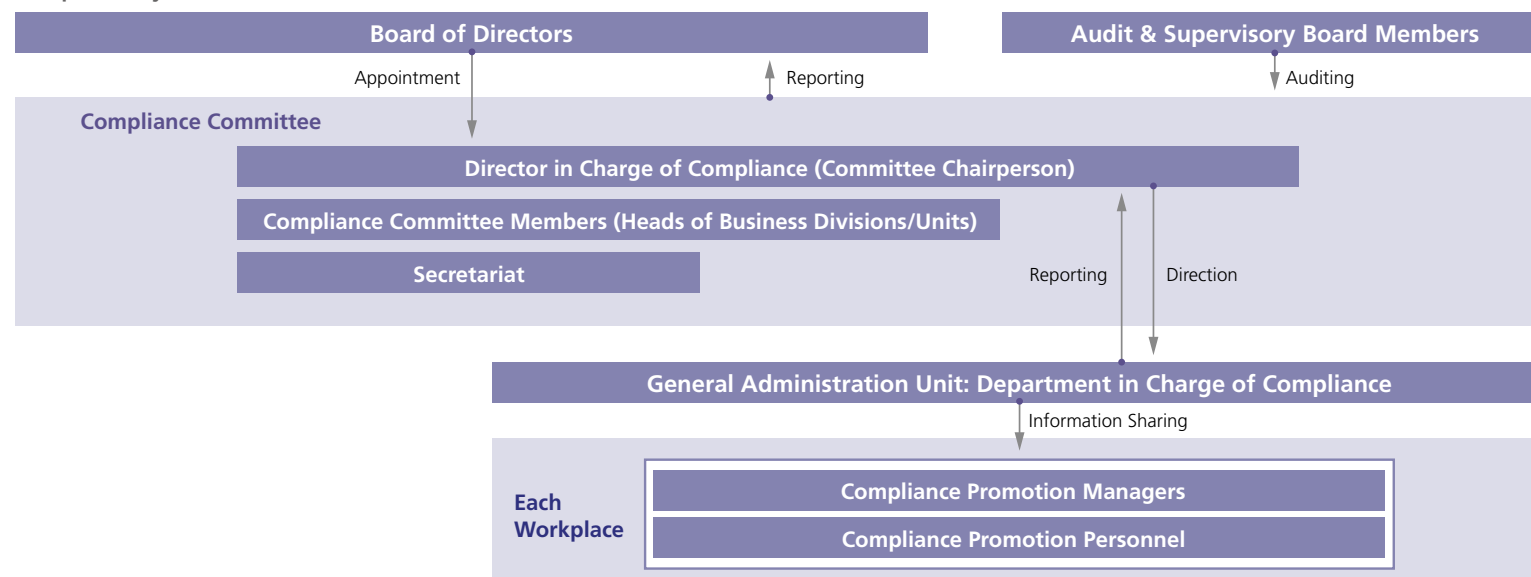 Board of Directors
Audit & Supervisory Board Members
Appointment
Reporting
Auditing
Compliance Committee
Director in Charge of Compliance (Committee Chairperson)
Compliance Committee Members (Heads of Business Divisions/Units)
Secretariat
Reporting
Direction
General Administration Unit: Department in Charge of Compliance
Information Sharing
Each
Workplace
Compliance Promotion Managers
Compliance Promotion Personnel